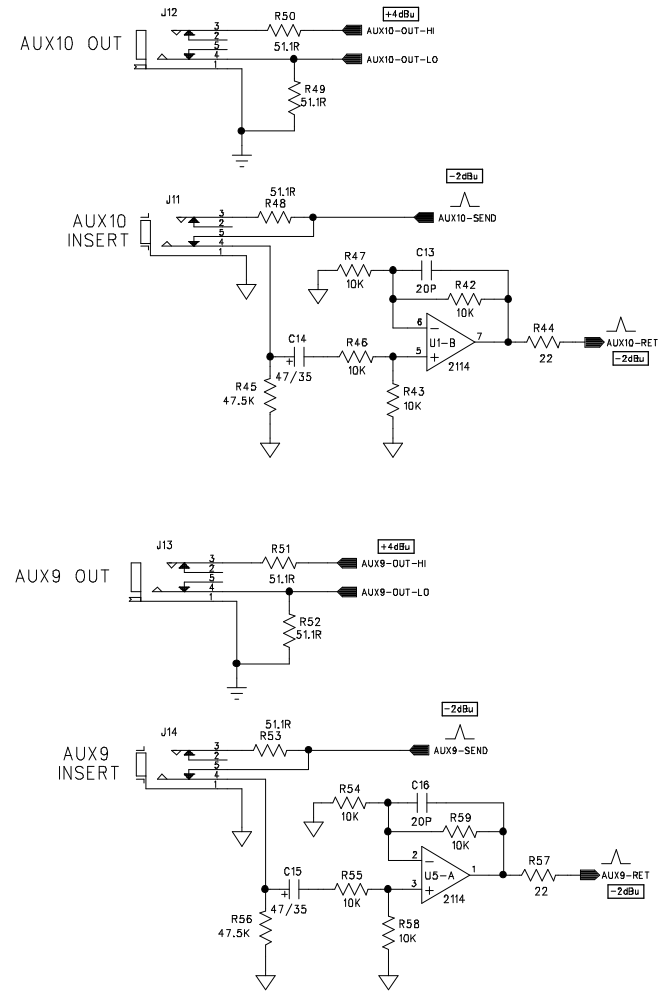 J12
R50
+4dBu
AUX10-OUT-HI
3
2
5
4
1
51.1R
AUX10-OUT-LO
AUX10 OUT
R49
51.1R
J11
51.1R
R48
-2dBu
AUX10-SEND
AUX10
INSERT
3
2
5
4
1
R47
10K
C13
20P
R42
10K
6
5
7
U1-B
2114
R44
22
AUX10-RET
-2dBu
C14
+
47/35
R46
10K
R45
47.5K
R43
10K
J13
R51
+4dBu
AUX9-OUT-HI
3
2
5
4
1
51.1R
AUX9-OUT-LO
AUX9 OUT
R52
51.1R
J14
51.1R
R53
-2dBu
AUX9-SEND
AUX9
INSERT
3
2
5
4
1
R54
10K
C16
20P
R59
10K
2
3
1
U5-A
2114
R57
22
AUX9-RET
-2dBu
C15
+
47/35
R55
10K
R56
47.5K
R58
10K